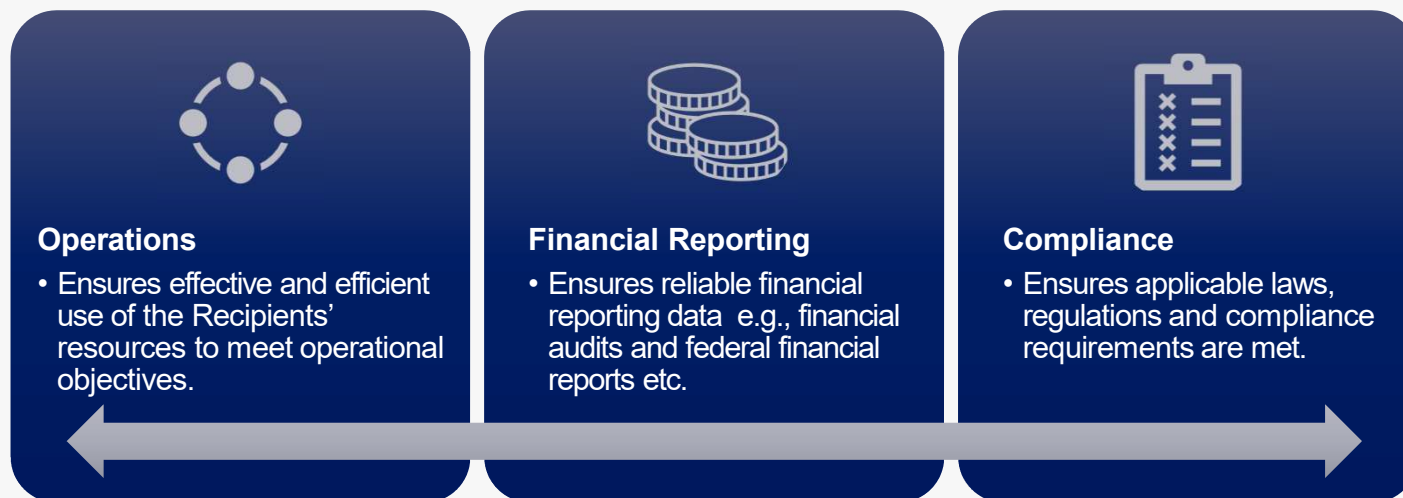 Operations
• Ensures effective and efficient
use of the Recipients’
resources to meet operational
objectives.
Financial Reporting
• Ensures reliable financial
reporting data  e.g., financial
audits and federal financial
reports etc.
Compliance
• Ensures applicable laws,
regulations and compliance
requirements are met.